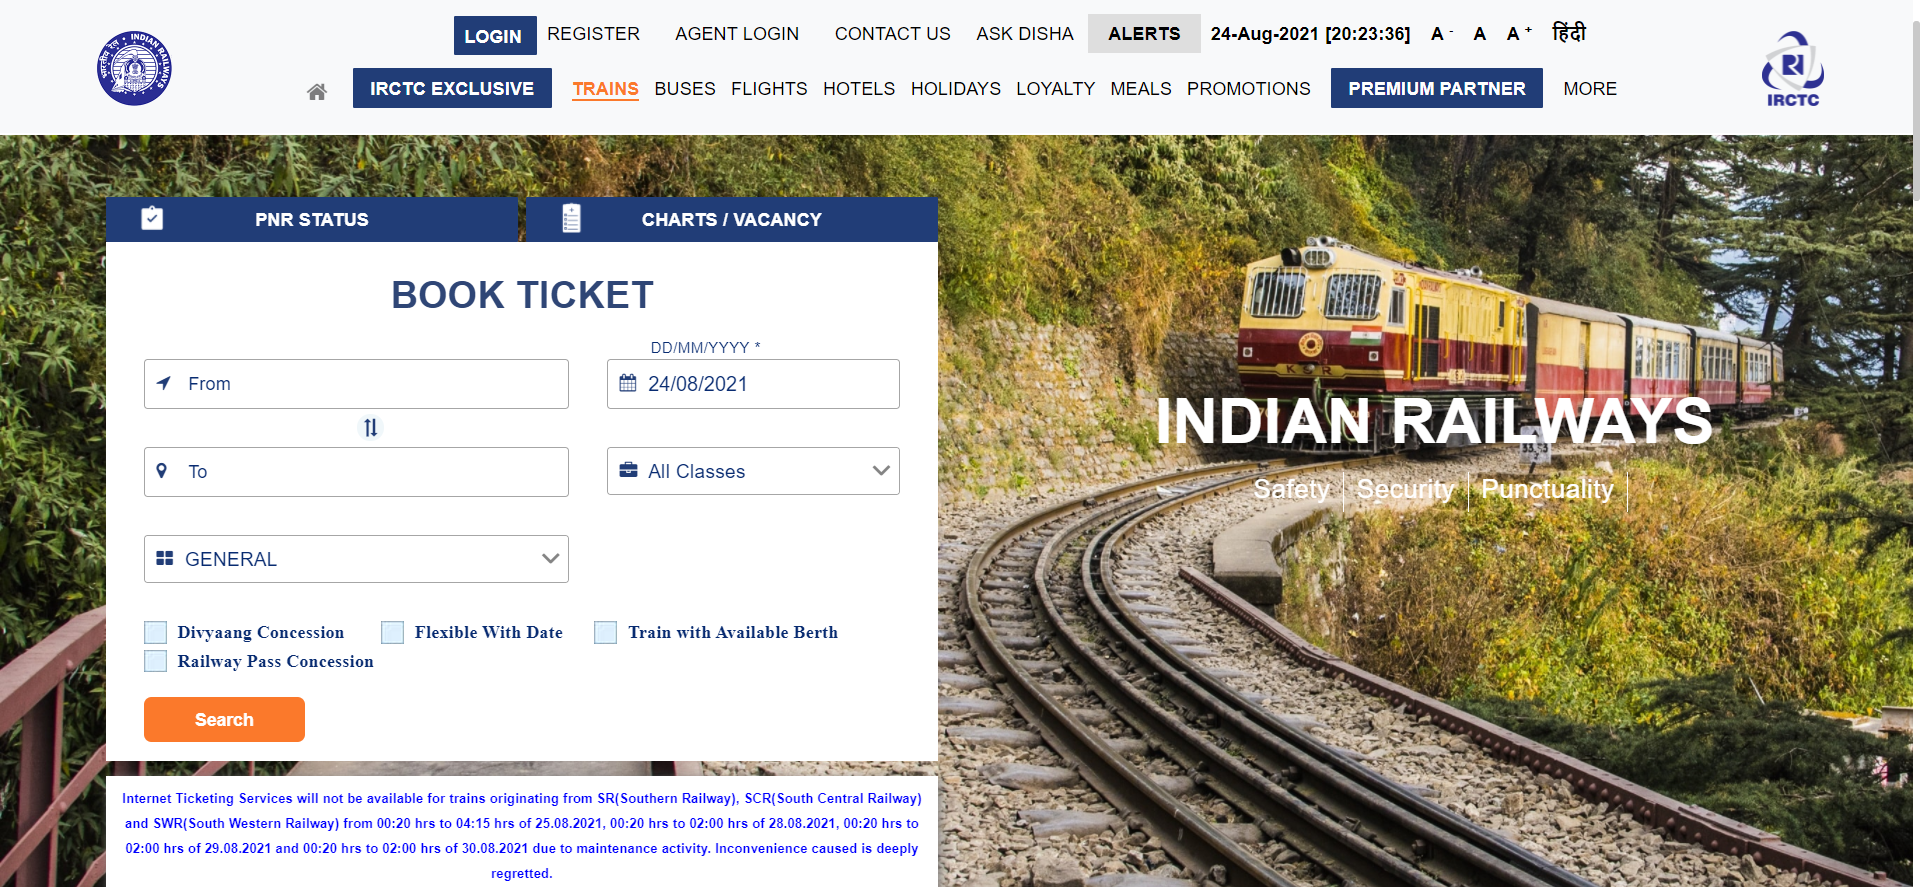 LOGIN REGISTER AGENT LOGIN CONTACT US ASK DISHA ALERTS 24-Aug-2021 [20:23:36] A - A A + हिंदी
INDIAN RAILWAYS
भारतीय रेल
IRCTC EXCLUSIVE TRAINS BUSES FLIGHTS HOTELS HOLIDAYS LOYALTY MEALS PROMOTIONS PREMIUM PARTNER MORE
IRCTC
PNR STATUS CHARTS / VACANCY
BOOK TICKET
DD/MM/YYYY *
From 24/08/2021
To All Classes
GENERAL
Divyaang Concession Flexible With Date Train with Available Berth
Railway Pass Concession
Search
KSR
INDIAN RAILWAYS
Safety Security Punctuality
Internet Ticketing Services will not be available for trains originating from SR(Southern Railway), SCR(South Central Railway)
and SWR(South Western Railway) from 00:20 hrs to 04:15 hrs of 25.08.2021, 00:20 hrs to 02:00 hrs of 28.08.2021, 00:20 hrs to
02:00 hrs of 29.08.2021 and 00:20 hrs to 02:00 hrs of 30.08.2021 due to maintenance activity. Inconvenience caused is deeply
regretted.